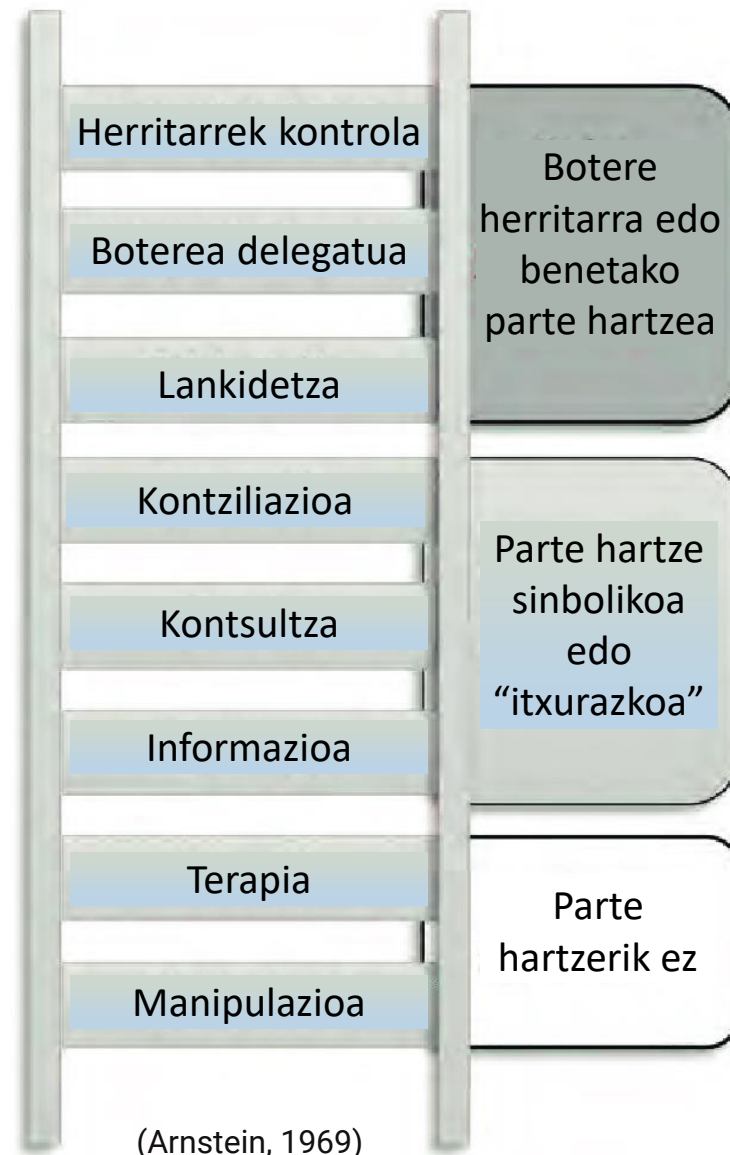 Herritarrek kontrola
Boterea delegatua
Lankidetza
Botere
herritarra edo
benetako
parte hartzea
Kontziliazioa
Kontsultza
Informazioa
Parte hartze
sinbolikoa
edo
“itxurazkoa”
Terapia
Manipulazioa
Parte
hartzerik ez
(Arnstein, 1969)